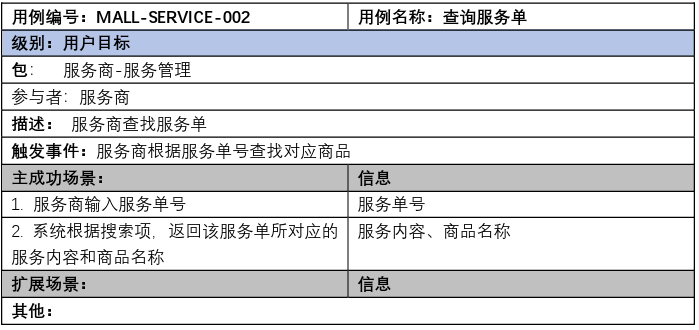 用例编号：MALL-SERVICE-002 用例名称：查询服务单
级别：用户目标
包： 服务商-服务管理
参与者：服务商
描述： 服务商查找服务单
触发事件：服务商根据服务单号查找对应商品
主成功场景： 信息
1. 服务商输入服务单号 服务单号
2. 系统根据搜索项，返回该服务单所对应的 服务内容、商品名称
服务内容和商品名称
扩展场景： 信息
其他：